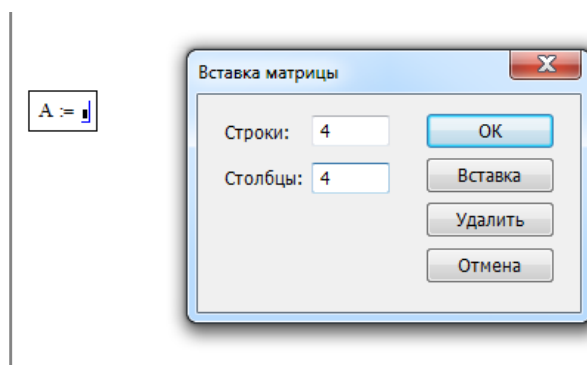 Вставка матрицы
A :=
Строки: 4 OK
Столбцы: 4 Вставка
Удалить
Отмена